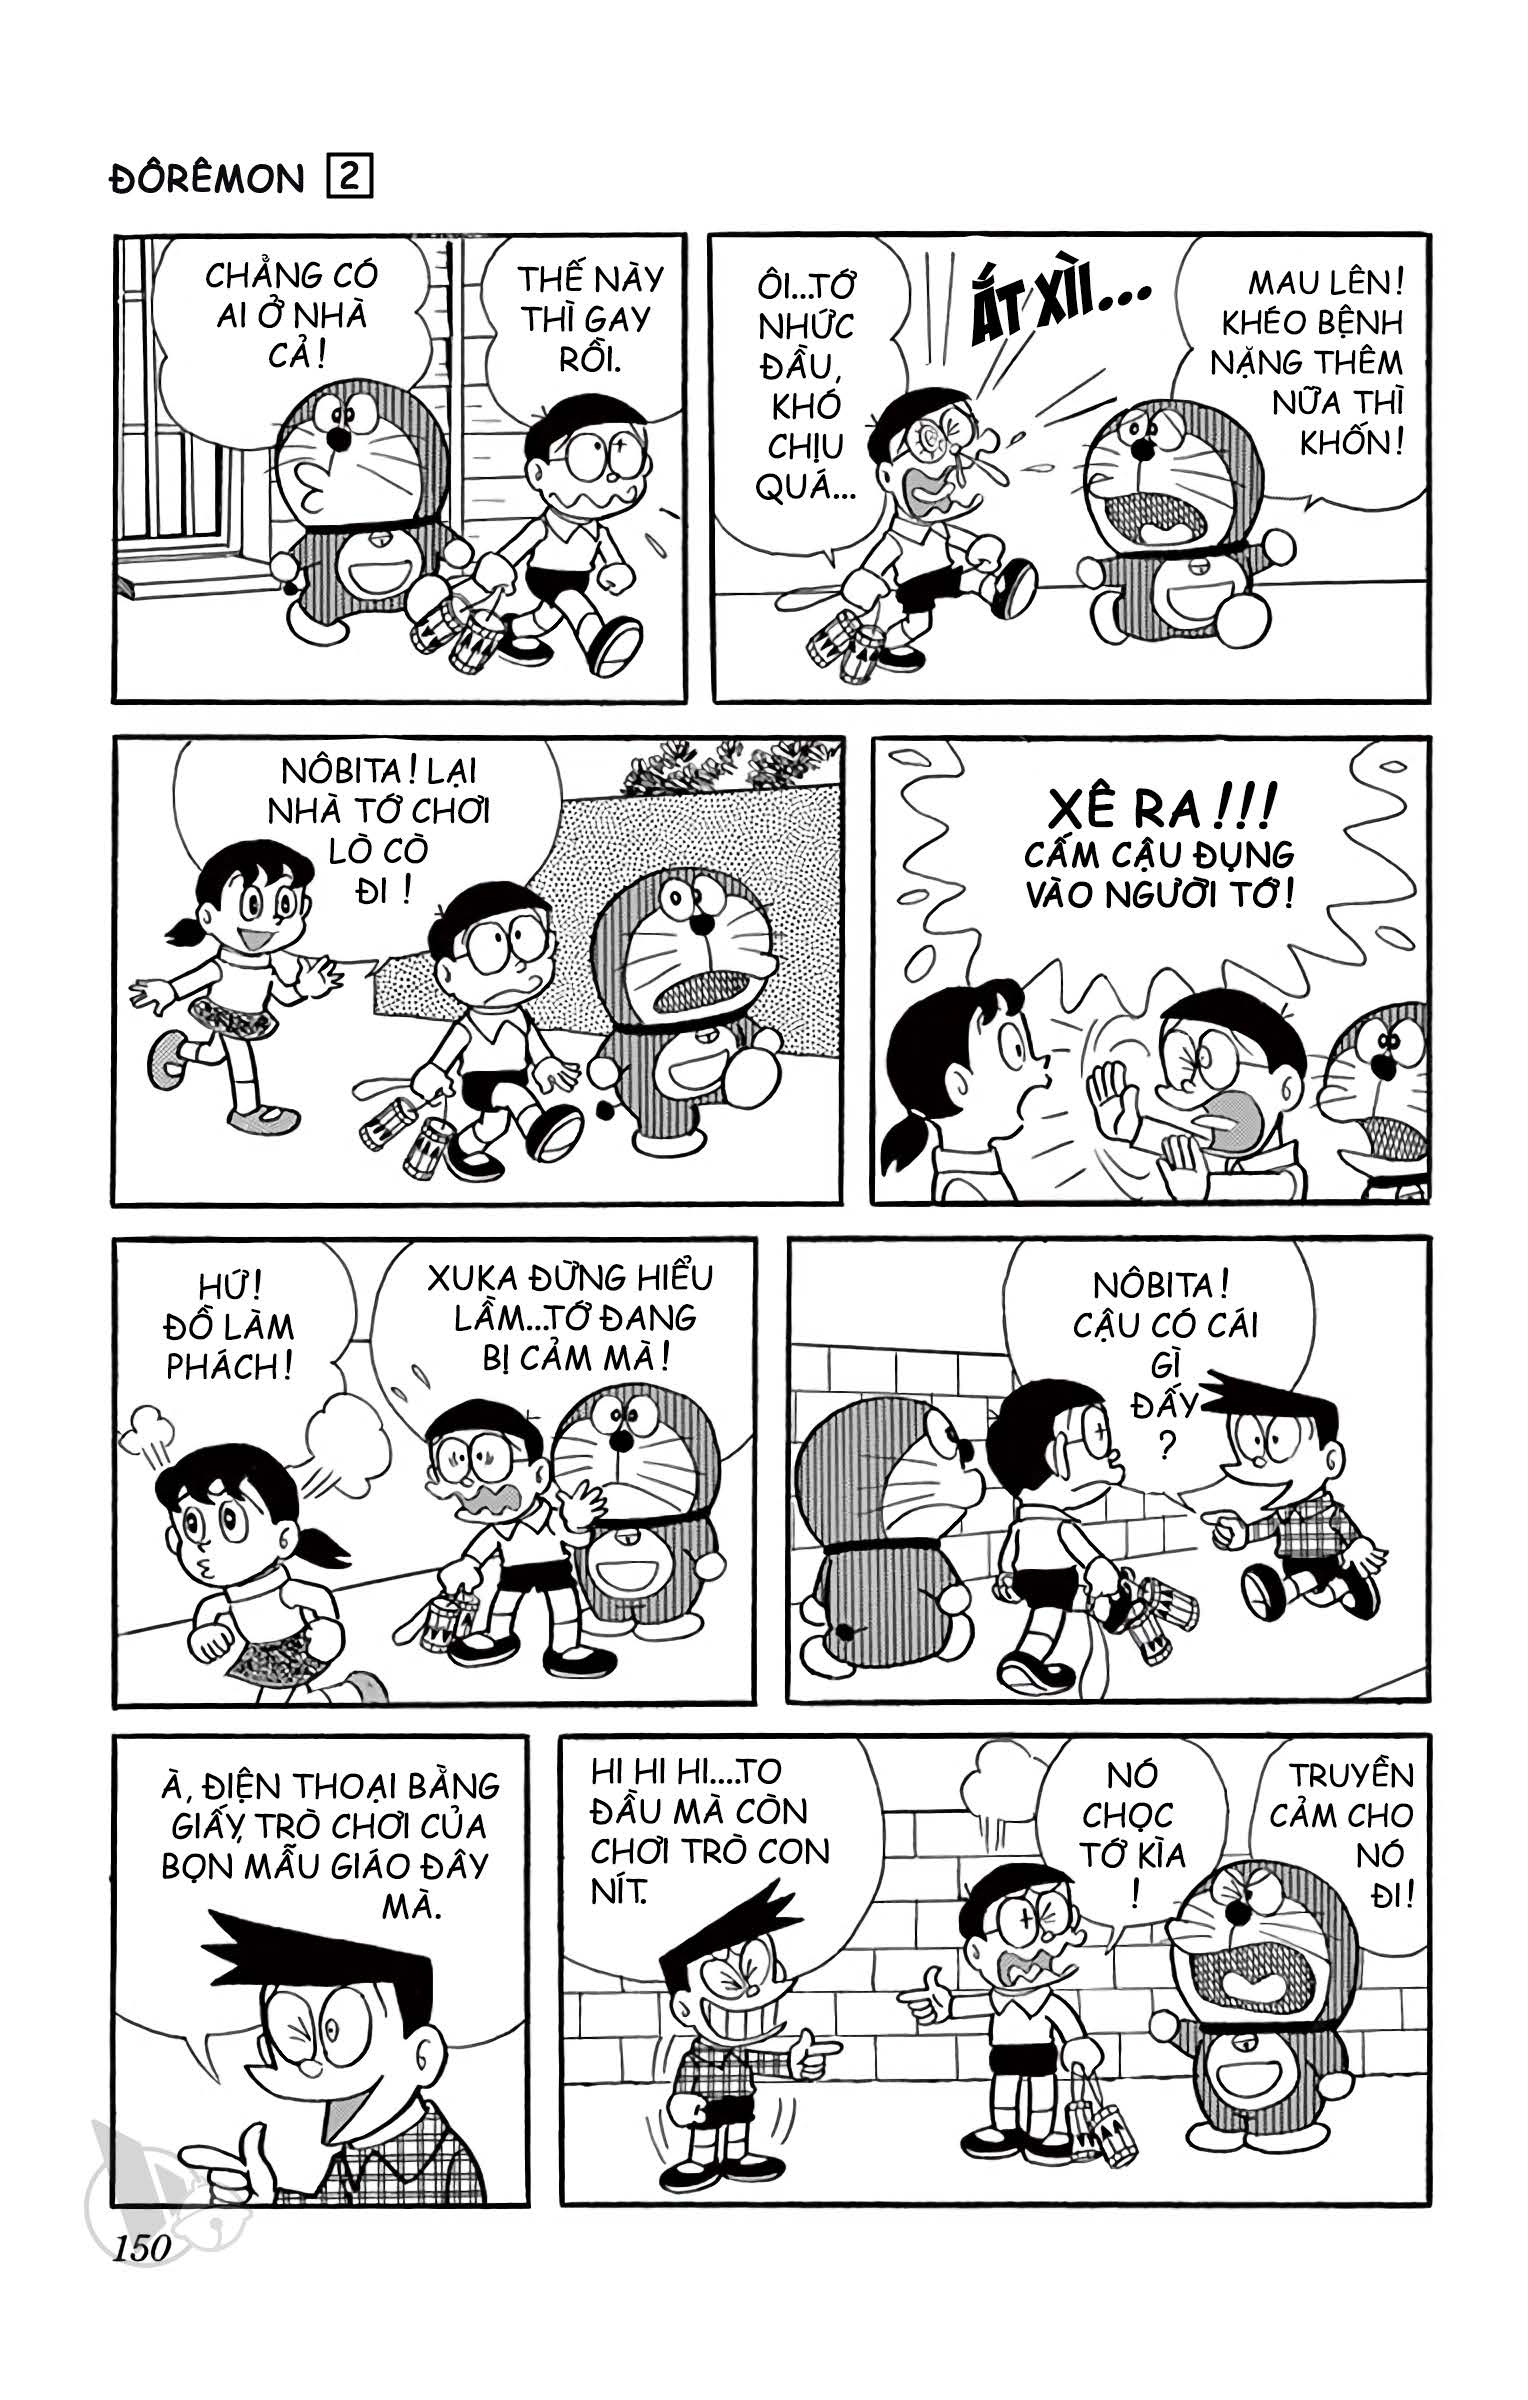 ĐÔRÊMON 2
CHẲNG CÓ
AI Ở NHÀ
CẢ!
THẾ NÀY
THÌ GAY
RỒI.
ÔI...TỚ
NHỨC
ĐẦU,
KHÓ
CHỊU
QUÁ...
ẮT XÌI...
MAU LÊN!
KHÉO BỆNH
NẶNG THÊM
NỮA THÌ
KHỐN!
NÔBITA! LẠI
NHÀ TỚ CHƠI
LÒ CÒ
ĐI !
XÊ RA!!!
CẤM CẬU ĐỤNG
VÀO NGƯỜI TỚ!
HỨ!
ĐỒ LÀM
PHÁCH!
XUKA ĐỪNG HIỂU
LẦM...TỚ ĐANG
BỊ CẢM MÀ!
NÔBITA!
CẬU CÓ CÁI
GÌ
ĐẤY
?
À, ĐIỆN THOẠI BẰNG
GIẤY, TRÒ CHƠI CỦA
BỌN MẪU GIÁO ĐÂY
MÀ.
HI HI HI....TO
ĐẦU MÀ CÒN
CHƠI TRÒ CON
NÍT.
NÓ
CHỌC
TỚ KÌA
!
TRUYỀN
CẢM CHO
NÓ
ĐI!
150